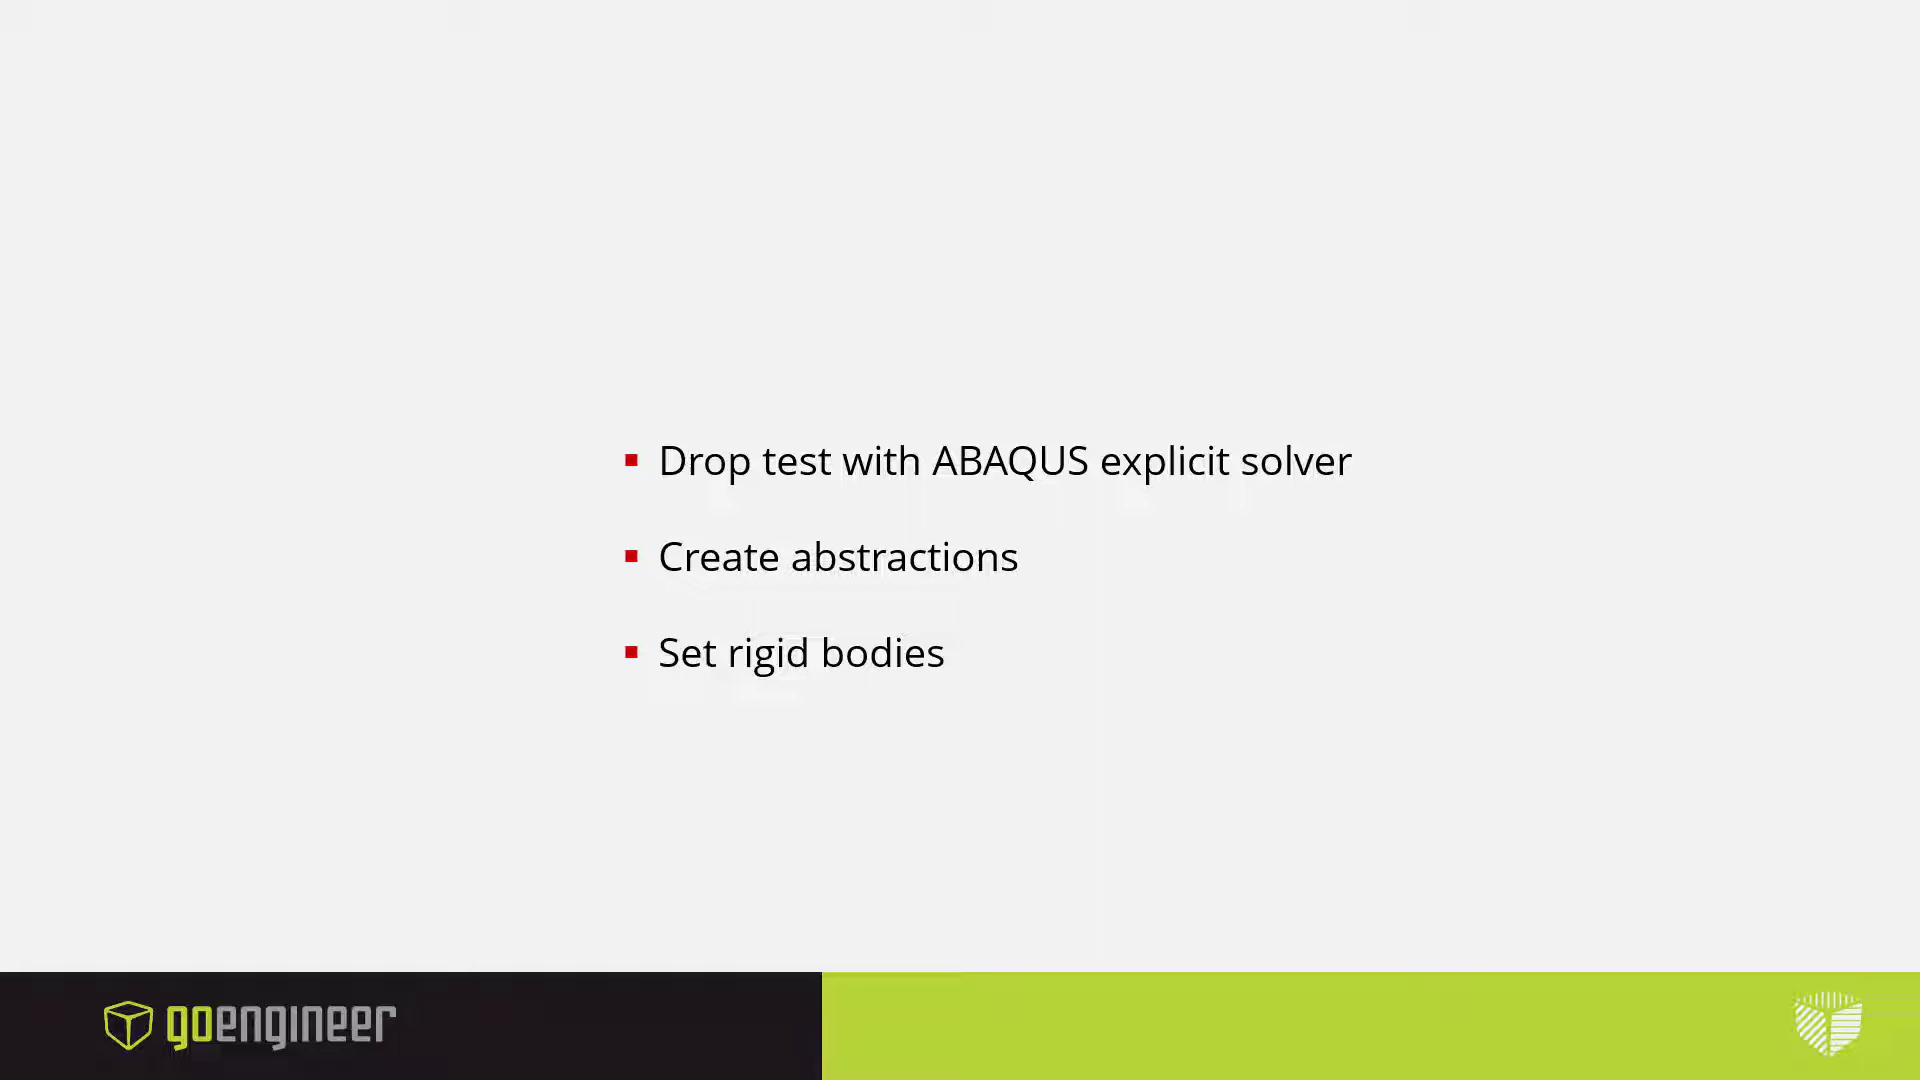 Drop test with ABAQUS explicit solver
Create abstractions
Set rigid bodies
goengineer